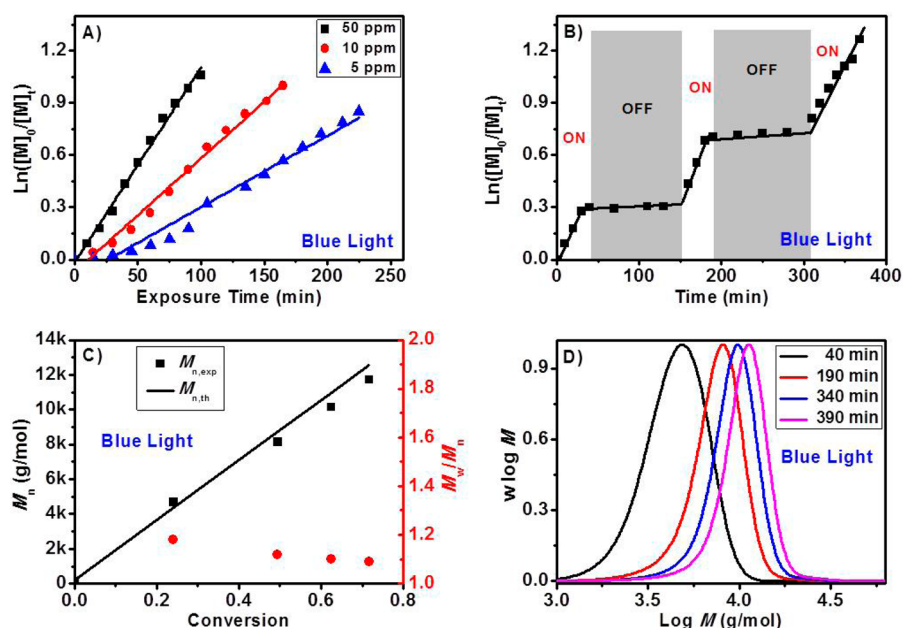 A)
50 ppm
10 ppm
5 ppm
Ln([M]0/[M]t)
1.2
0.9
0.6
0.3
0.0
Blue Light
0 50 100 150 200 250
Exposure Time (min)
B)
Ln([M]0/[M]t)
1.2
0.9
0.6
0.3
0.0
ON
OFF
ON
OFF
ON
Blue Light
0 100 200 300 400
Time (min)
C)
Mn,exp
Mn,th
Mn (g/mol)
14k
12k
10k
8k
6k
4k
2k
0
Blue Light
2.0
1.8
1.6
1.4
1.2
1.0
Mw/Mn
0.0 0.2 0.4 0.6 0.8
Conversion
D)
40 min
190 min
340 min
390 min
w log M
0.9
0.6
0.3
0.0
Blue Light
3.0 3.5 4.0 4.5
Log M (g/mol)